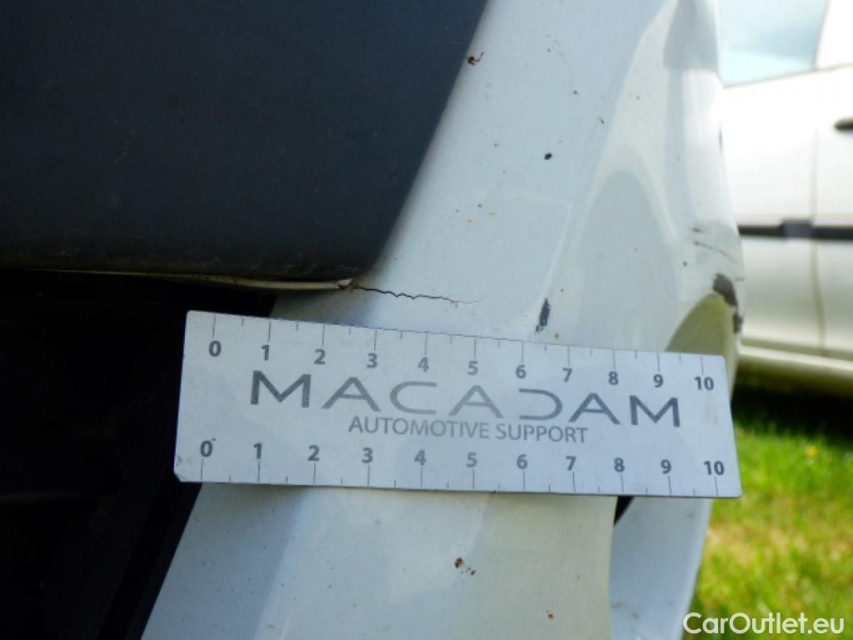 0 1 2 3 4 5 6 7 8 9 10
MACADAM
AUTOMOTIVE SUPPORT
0 1 2 3 4 5 6 7 8 9 10
CarOutlet.eu